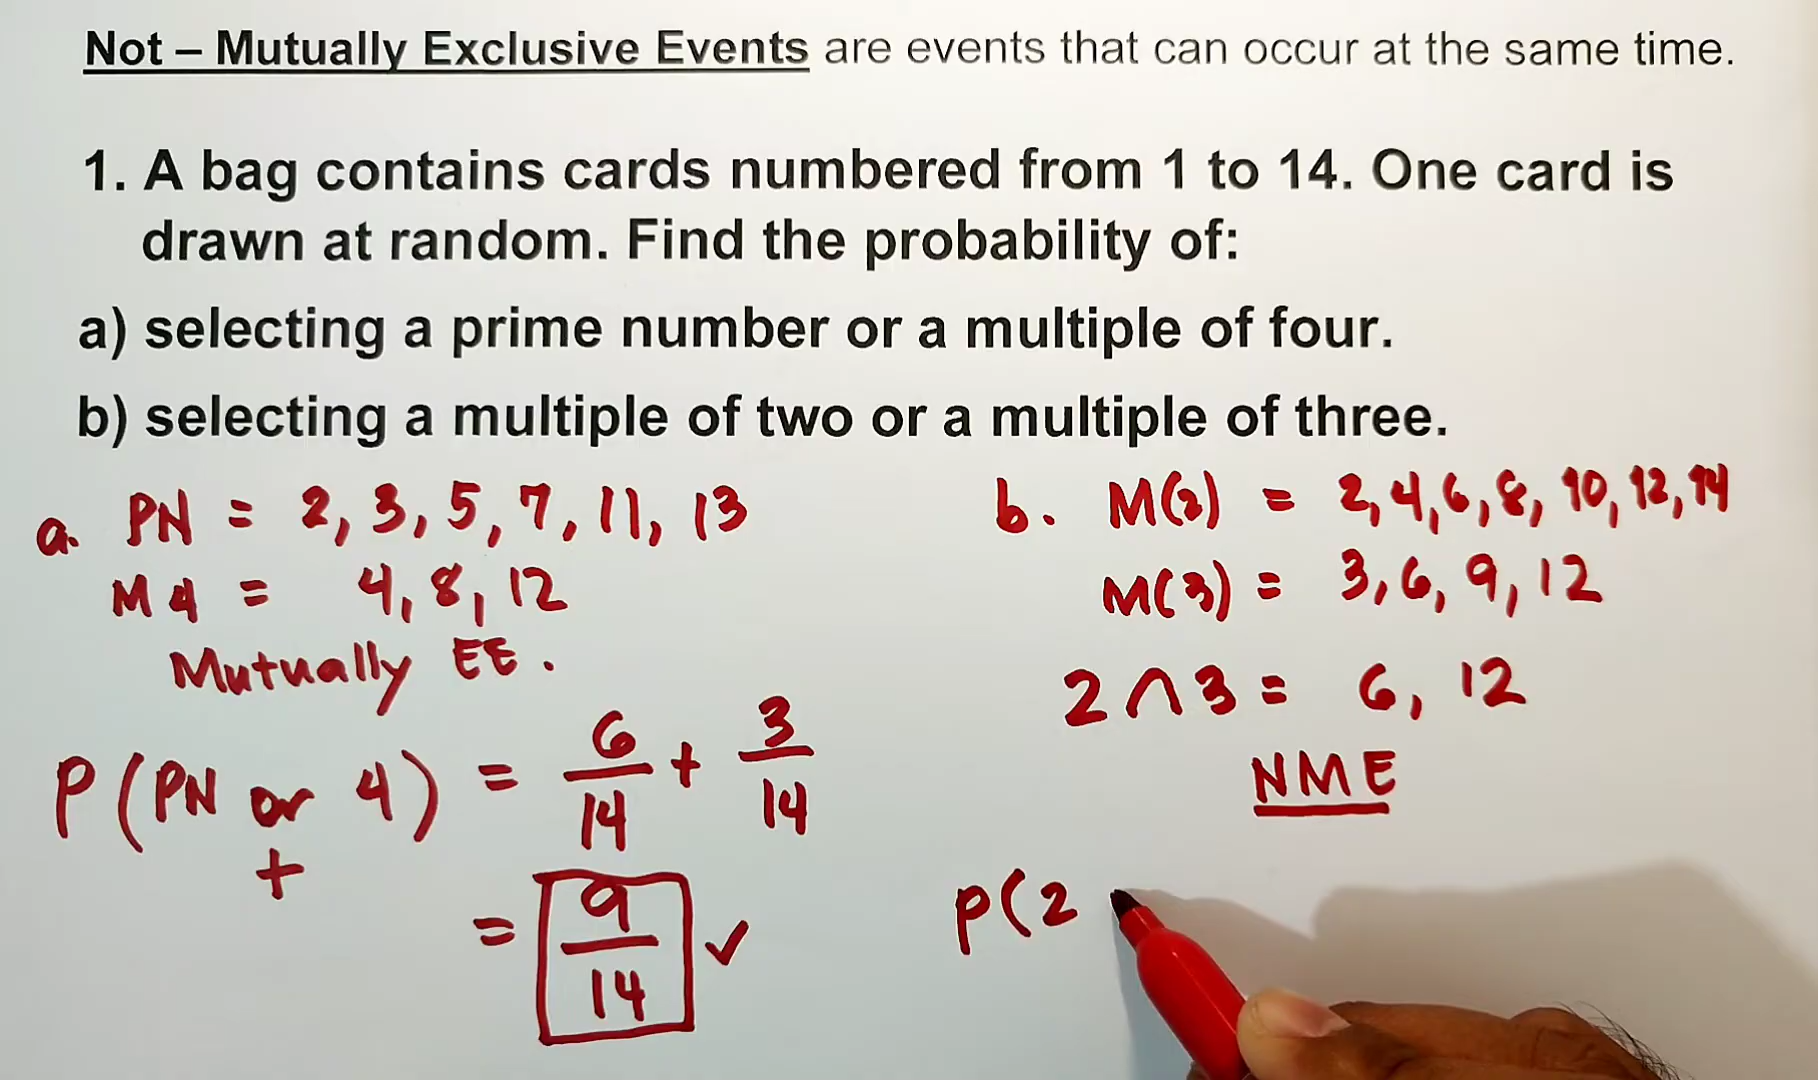 Not – Mutually Exclusive Events are events that can occur at the same time.
1. A bag contains cards numbered from 1 to 14. One card is
drawn at random. Find the probability of:
a) selecting a prime number or a multiple of four.
b) selecting a multiple of two or a multiple of three.
a. PN = 2, 3, 5, 7, 11, 13
M4 = 4, 8, 12
Mutually EE.
P(PN or 4) = 6/14 + 3/14
+
= 9/14 ✓
b. M(2) = 2, 4, 6, 8, 10, 12, 14
M(3) = 3, 6, 9, 12
2 ∩ 3 = 6, 12
NME
P(2